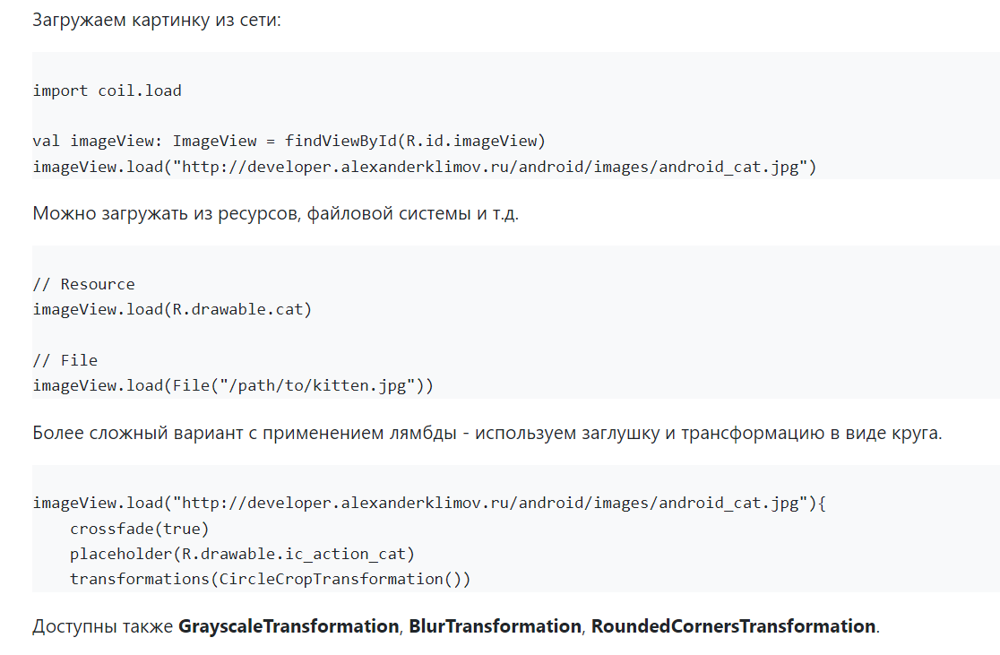 Загружаем картинку из сети:
import coil.load
val imageView: ImageView = findViewById(R.id.imageView)
imageView.load("http://developer.alexanderklimov.ru/android/images/android_cat.jpg")
Можно загружать из ресурсов, файловой системы и т.д.
// Resource
imageView.load(R.drawable.cat)
// File
imageView.load(File("/path/to/kitten.jpg"))
Более сложный вариант с применением лямбды - используем заглушку и трансформацию в виде круга.
imageView.load("http://developer.alexanderklimov.ru/android/images/android_cat.jpg"){
    crossfade(true)
    placeholder(R.drawable.ic_action_cat)
    transformations(CircleCropTransformation())
Доступны также GrayscaleTransformation, BlurTransformation, RoundedCornersTransformation.